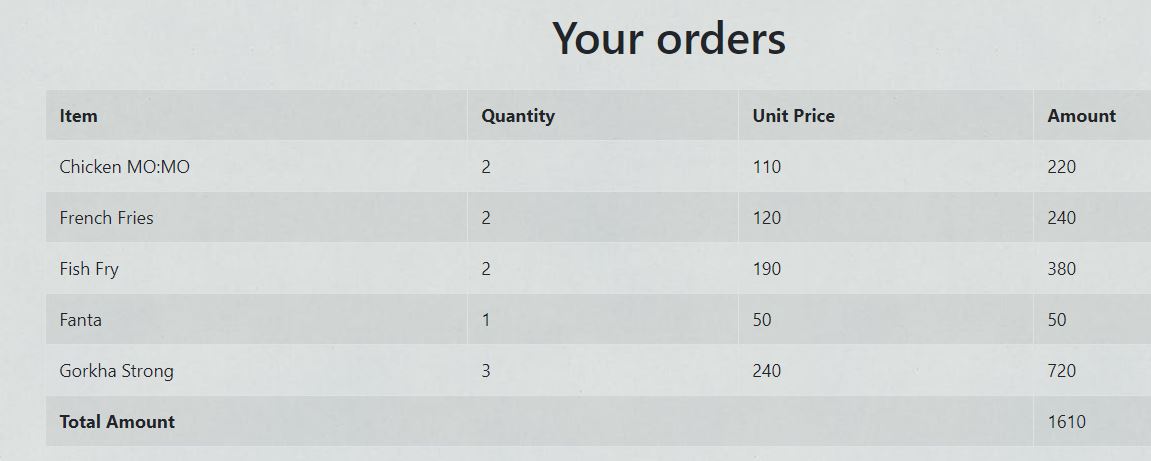 Your orders
Item Quantity Unit Price Amount
Chicken MO:MO 2 110 220
French Fries 2 120 240
Fish Fry 2 190 380
Fanta 1 50 50
Gorkha Strong 3 240 720
Total Amount 1610